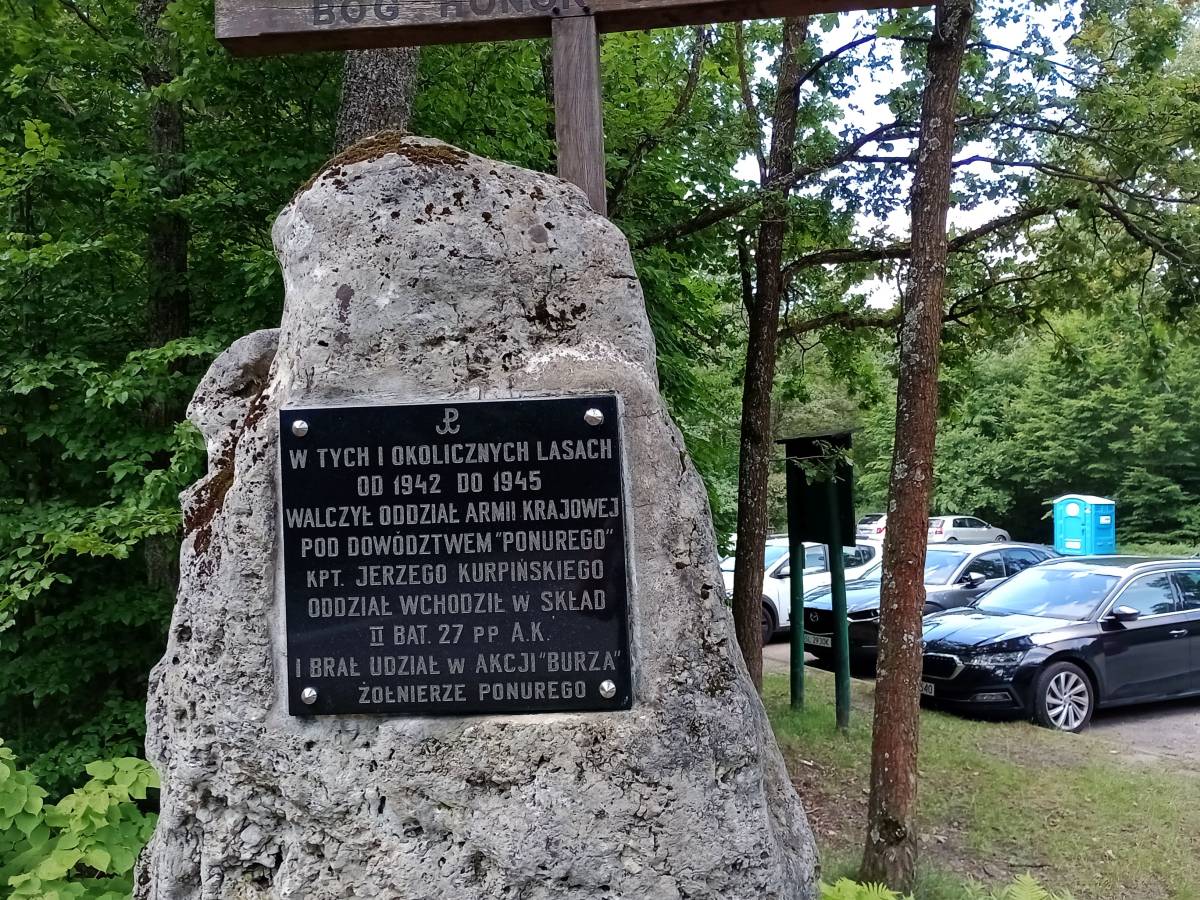 BOG HONOR
W TYCH I OKOLICZNYCH LASACH
OD 1942 DO 1945
WALCZYŁ ODDZIAŁ ARMII KRAJOWEJ
POD DOWÓDZTWEM "PONUREGO"
KPT. JERZEGO KURPIŃSKIEGO
ODDZIAŁ WCHODZIŁ W SKŁAD
II BAT. 27 PP A.K.
I BRAŁ UDZIAŁ W AKCJI "BURZA"
ŻOŁNIERZE PONUREGO